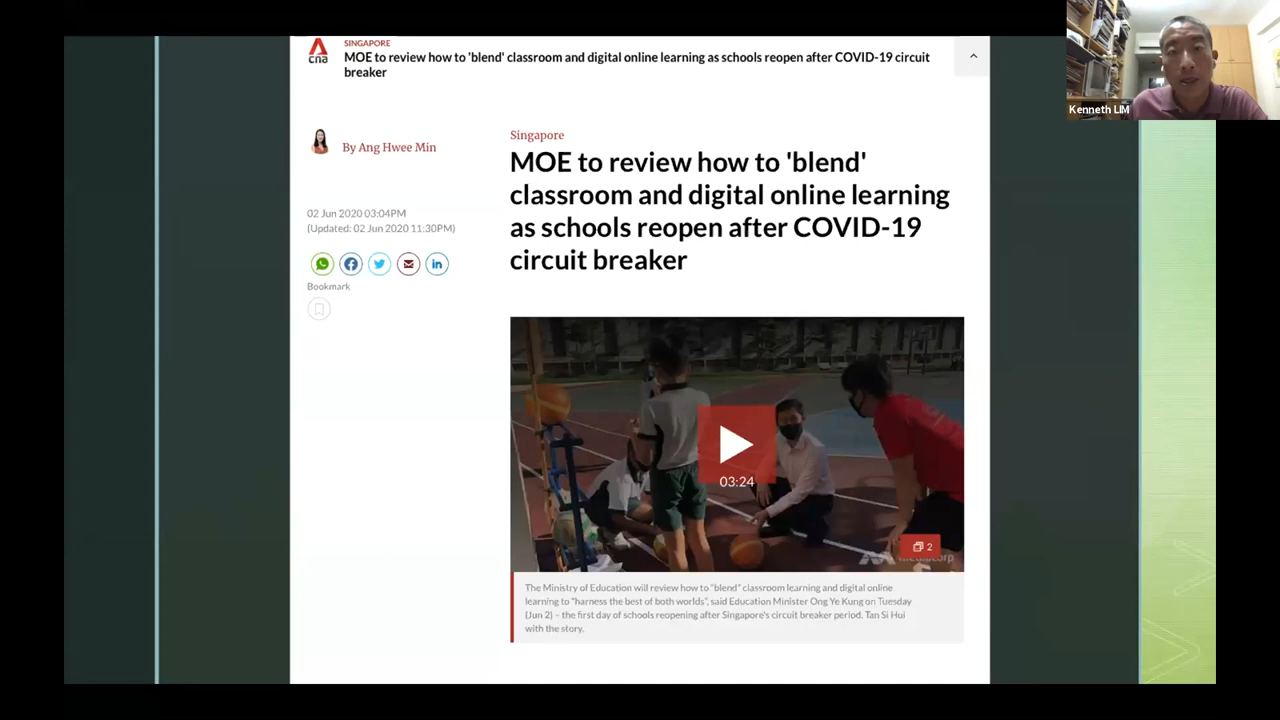 cna
SINGAPORE
MOE to review how to 'blend' classroom and digital online learning as schools reopen after COVID-19 circuit
breaker
Kenneth LIM
By Ang Hwee Min
02 Jun 2020 03:04PM
(Updated: 02 Jun 2020 11:30PM)
Bookmark
Singapore
MOE to review how to 'blend'
classroom and digital online learning
as schools reopen after COVID-19
circuit breaker
03:24
2
The Ministry of Education will review how to "blend" classroom learning and digital online
learning to "harness the best of both worlds", said Education Minister Ong Ye Kung on Tuesday
(Jun 2) – the first day of schools reopening after Singapore's circuit breaker period. Tan Si Hui
with the story.